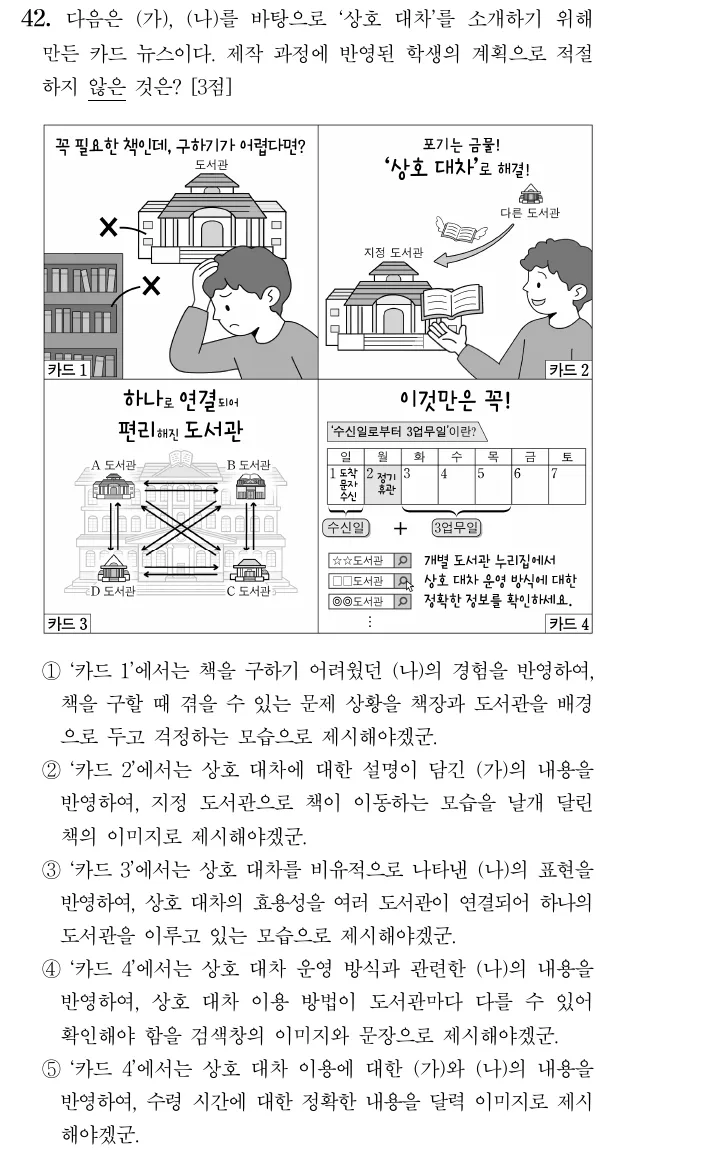 42. 다음은 (가), (나)를 바탕으로 ‘상호 대차’를 소개하기 위해
만든 카드 뉴스이다. 제작 과정에 반영된 학생의 계획으로 적절
하지 않은 것은? [3점]
꼭 필요한 책인데, 구하기가 어렵다면?
도서관
카드 1
포기는 금물!
‘상호 대차’로 해결!
다른 도서관
지정 도서관
카드 2
하나로 연결되어
편리해진 도서관
A 도서관
B 도서관
D 도서관
C 도서관
카드 3
이것만은 꼭!
‘수신일로부터 3업무일’이란?
일 월 화 수 목 금 토
1 도착 문자 수신 2 정기 휴관 3 4 5 6 7
수신일 + 3업무일
☆☆도서관
□□도서관
◎◎도서관
⋮
개별 도서관 누리집에서
상호 대차 운영 방식에 대한
정확한 정보를 확인하세요.
카드 4
① ‘카드 1’에서는 책을 구하기 어려웠던 (나)의 경험을 반영하여,
책을 구할 때 겪을 수 있는 문제 상황을 책장과 도서관을 배경
으로 두고 걱정하는 모습으로 제시해야겠군.
② ‘카드 2’에서는 상호 대차에 대한 설명이 담긴 (가)의 내용을
반영하여, 지정 도서관으로 책이 이동하는 모습을 날개 달린
책의 이미지로 제시해야겠군.
③ ‘카드 3’에서는 상호 대차를 비유적으로 나타낸 (나)의 표현을
반영하여, 상호 대차의 효용성을 여러 도서관이 연결되어 하나의
도서관을 이루고 있는 모습으로 제시해야겠군.
④ ‘카드 4’에서는 상호 대차 운영 방식과 관련한 (나)의 내용을
반영하여, 상호 대차 이용 방법이 도서관마다 다를 수 있어
확인해야 함을 검색창의 이미지와 문장으로 제시해야겠군.
⑤ ‘카드 4’에서는 상호 대차 이용에 대한 (가)와 (나)의 내용을
반영하여, 수령 시간에 대한 정확한 내용을 달력 이미지로 제시
해야겠군.